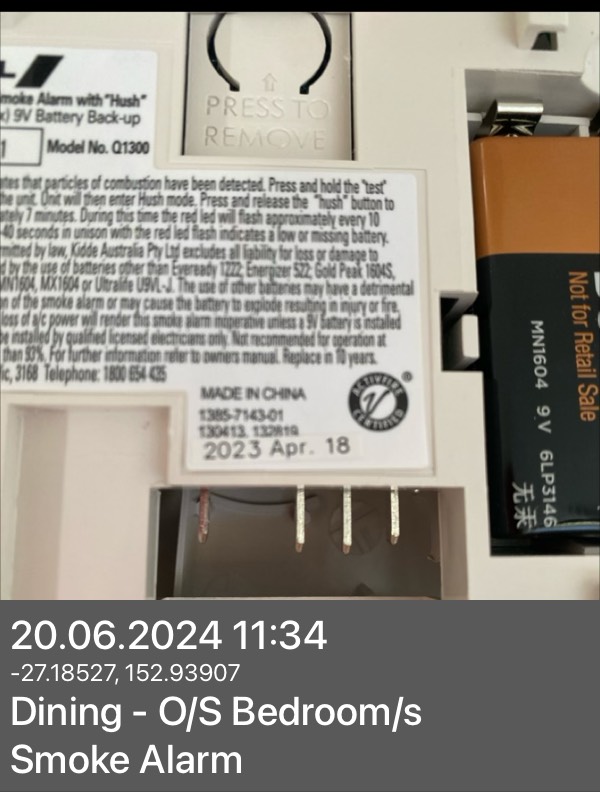 PRESS TO
REMOVE
moke Alarm with "Hush"
9V Battery Back-up
1
Model No. Q1300
tes that particles of combustion have been detected. Press and hold the "test"
the unit. Unit will then enter Hush mode. Press and release the "hush" button to
ately 7 minutes. During this time the red led will flash approximately every 10
-40 seconds in unison with the red led flash indicates a low or missing battery.
mitted by law, Kidde Australia Pty Ltd excludes all liability for loss or damage to
d by the use of batteries other than Eveready 1222, Energizer 522, Gold Peak 1604S,
MN1604, MX1604 or Ultralife U9VL-J. The use of other batteries may have a detrimental
n of the smoke alarm or may cause the battery to explode resulting in injury or fire.
loss of a/c power will render this smoke alarm inoperative unless a 9V battery is installed
be installed by qualified licensed electricians only. Not recommended for operation at
than 93%. For further information refer to owners manual. Replace in 10 years.
ic, 3168 Telephone: 1800 654 435
MADE IN CHINA
1385-7143-01
130413, 132819
2023 Apr. 18
ACTIVFIRE
CERTIFIED
®
Not for Retail Sale
MN1604 9V 6LP3146
无汞
20.06.2024 11:34
-27.18527, 152.93907
Dining - O/S Bedroom/s
Smoke Alarm